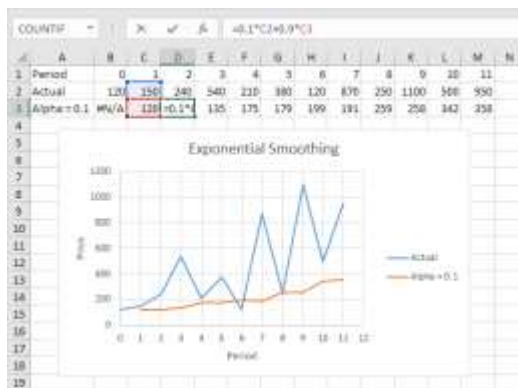 COUNTIF =0.1*C2+0.9*C3
A B C D E F G H I J K L M N
1 Period 0 1 2 3 4 5 6 7 8 9 10 11
2 Actual 120 150 240 540 210 380 120 870 250 1100 500 950
3 Alpha = 0.1 #N/A 120 =0.1*C 135 175 179 199 191 259 258 342 358
4
5
6
7
8
9
10
11
12
13
14
15
16
17
18
19
Exponential Smoothing
1200
1000
800
600
400
200
0
0 1 2 3 4 5 6 7 8 9 10 11 12
Period
Actual
Alpha = 0.1